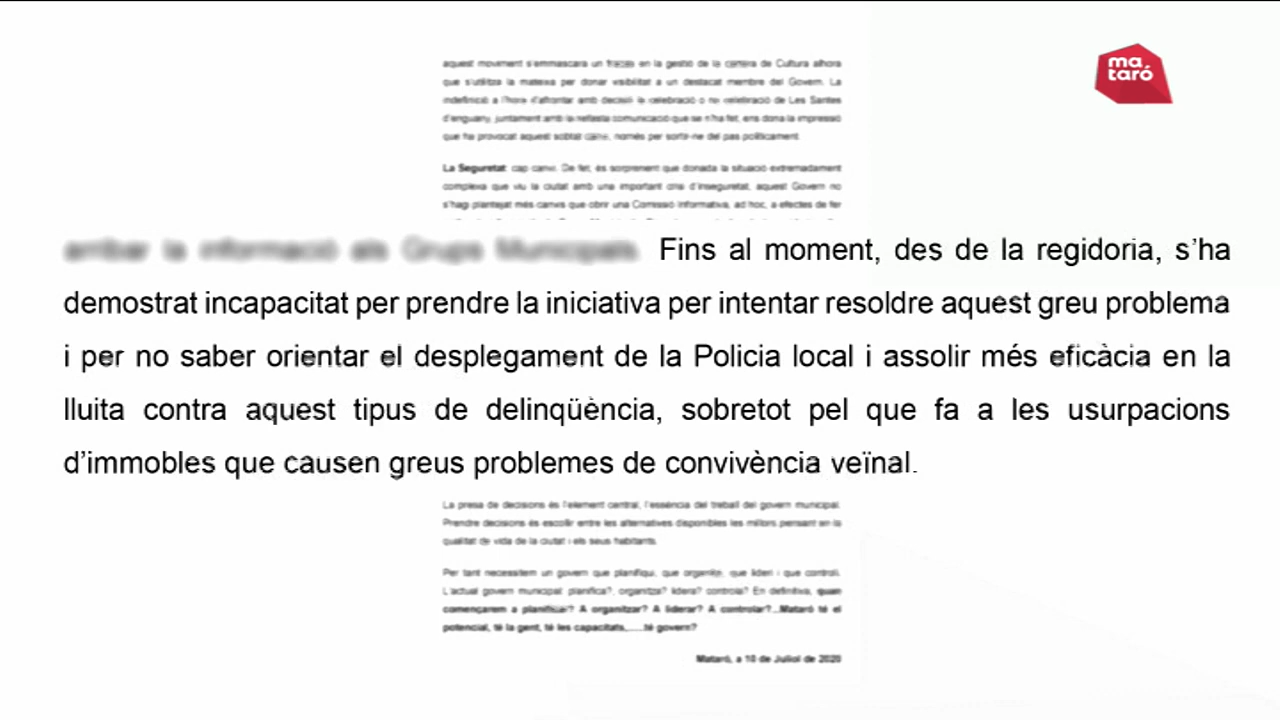 ma
taró
aquest moviment s'emmascara un fracàs en la gestió de la cartera de Cultura alhora
que s'utilitza la mateixa per donar visibilitat a un destacat membre del Govern. La
indefinició a l'hora d'afrontar amb decisió la celebració o no celebració de Les Santes
d'enguany, juntament amb la nefasta comunicació que se n'ha fet, ens dona la impressió
que ha provocat aquest sobtat canvi, només per sortir-ne del pas políticament.
La Seguretat: cap canvi. De fet, és sorprenent que donada la situació extremadament
complexa que viu la ciutat amb una important crisi d'inseguretat, aquest Govern no
s'hagi plantejat més canvis que obrir una Comissió Informativa, ad hoc, a efectes de fer
arribar la informació als Grups Municipals. Fins al moment, des de la regidoria, s’ha
demostrat incapacitat per prendre la iniciativa per intentar resoldre aquest greu problema
i per no saber orientar el desplegament de la Policia local i assolir més eficàcia en la
lluita contra aquest tipus de delinqüència, sobretot pel que fa a les usurpacions
d’immobles que causen greus problemes de convivència veïnal.
La presa de decisions és l'element central, l'essència del treball del govern municipal.
Prendre decisions és escollir entre les alternatives disponibles les millors pensant en la
qualitat de vida de la ciutat i els seus habitants.
Per tant necessitem un govern que planifiqui, que organitzi, que lideri i que controli.
L'actual govern municipal: planifica?, organitza? lidera? controla? En definitiva, quan
començarem a planificar? A organitzar? A liderar? A controlar?...Mataró té el
potencial, té la gent, té les capacitats,.....té govern?
Mataró, a 10 de Juliol de 2020